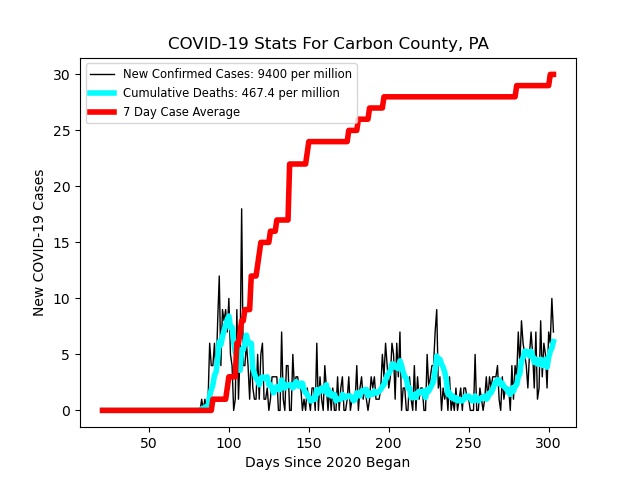 COVID-19 Stats For Carbon County, PA
New Confirmed Cases: 9400 per million
Cumulative Deaths: 467.4 per million
7 Day Case Average
New COVID-19 Cases
30
25
20
15
10
5
0
50 100 150 200 250 300
Days Since 2020 Began